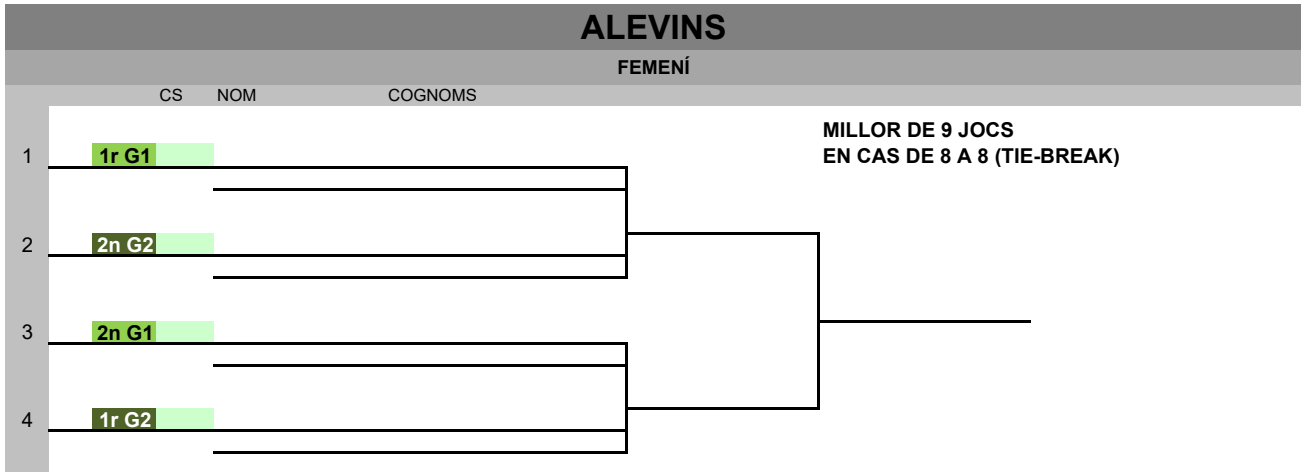 ALEVINS
FEMENÍ
CS NOM COGNOMS
MILLOR DE 9 JOCS
1 1r G1 EN CAS DE 8 A 8 (TIE-BREAK)
2 2n G2
3 2n G1
4 1r G2